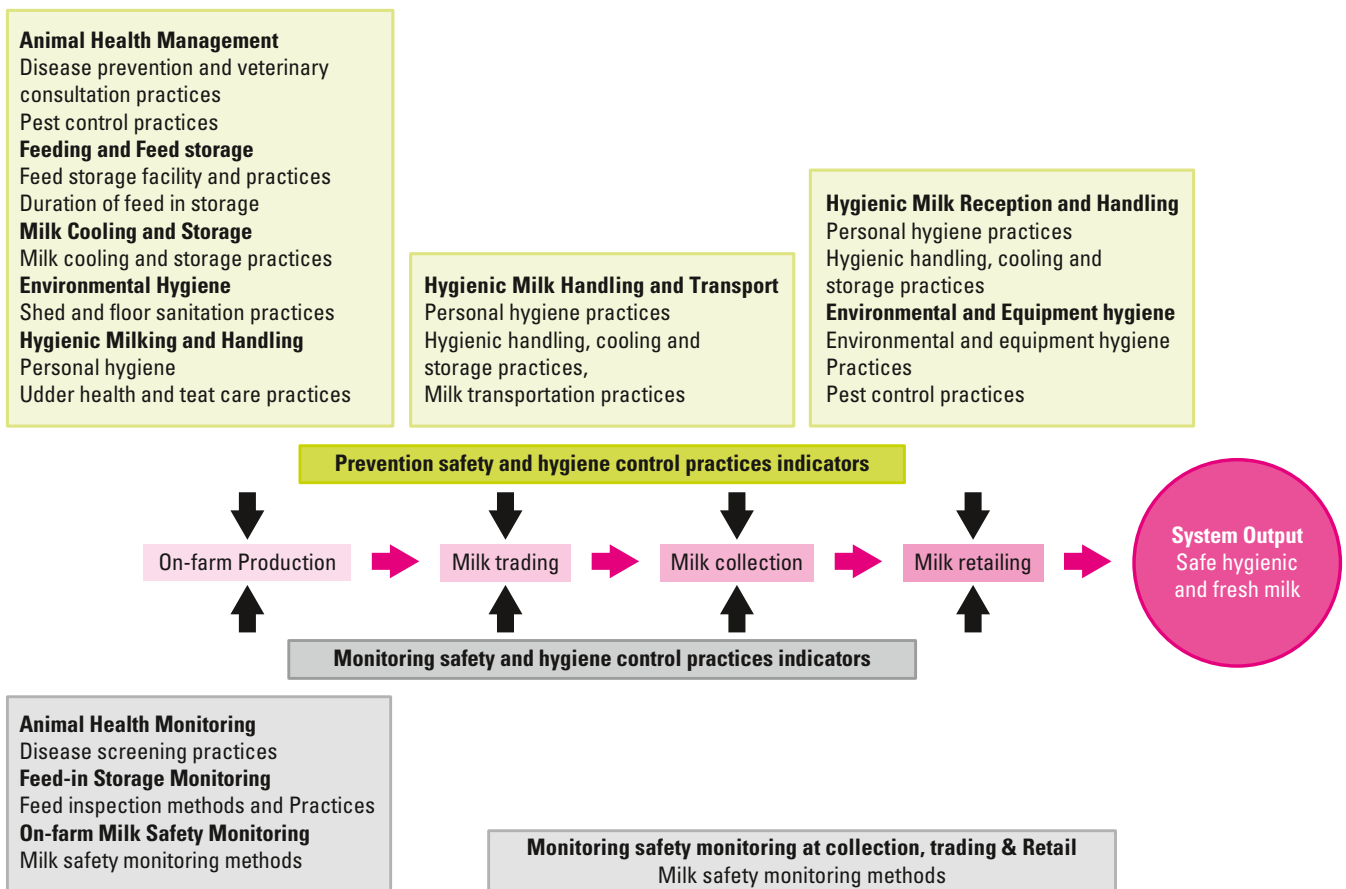 Animal Health Management
Disease prevention and veterinary
consultation practices
Pest control practices
Feeding and Feed storage
Feed storage facility and practices
Duration of feed in storage
Milk Cooling and Storage
Milk cooling and storage practices
Environmental Hygiene
Shed and floor sanitation practices
Hygienic Milking and Handling
Personal hygiene
Udder health and teat care practices
Hygienic Milk Handling and Transport
Personal hygiene practices
Hygienic handling, cooling and
storage practices,
Milk transportation practices
Hygienic Milk Reception and Handling
Personal hygiene practices
Hygienic handling, cooling and
storage practices
Environmental and Equipment hygiene
Environmental and equipment hygiene
Practices
Pest control practices
Prevention safety and hygiene control practices indicators
On-farm Production
Milk trading
Milk collection
Milk retailing
System Output
Safe hygienic
and fresh milk
Monitoring safety and hygiene control practices indicators
Animal Health Monitoring
Disease screening practices
Feed-in Storage Monitoring
Feed inspection methods and Practices
On-farm Milk Safety Monitoring
Milk safety monitoring methods
Monitoring safety monitoring at collection, trading & Retail
Milk safety monitoring methods